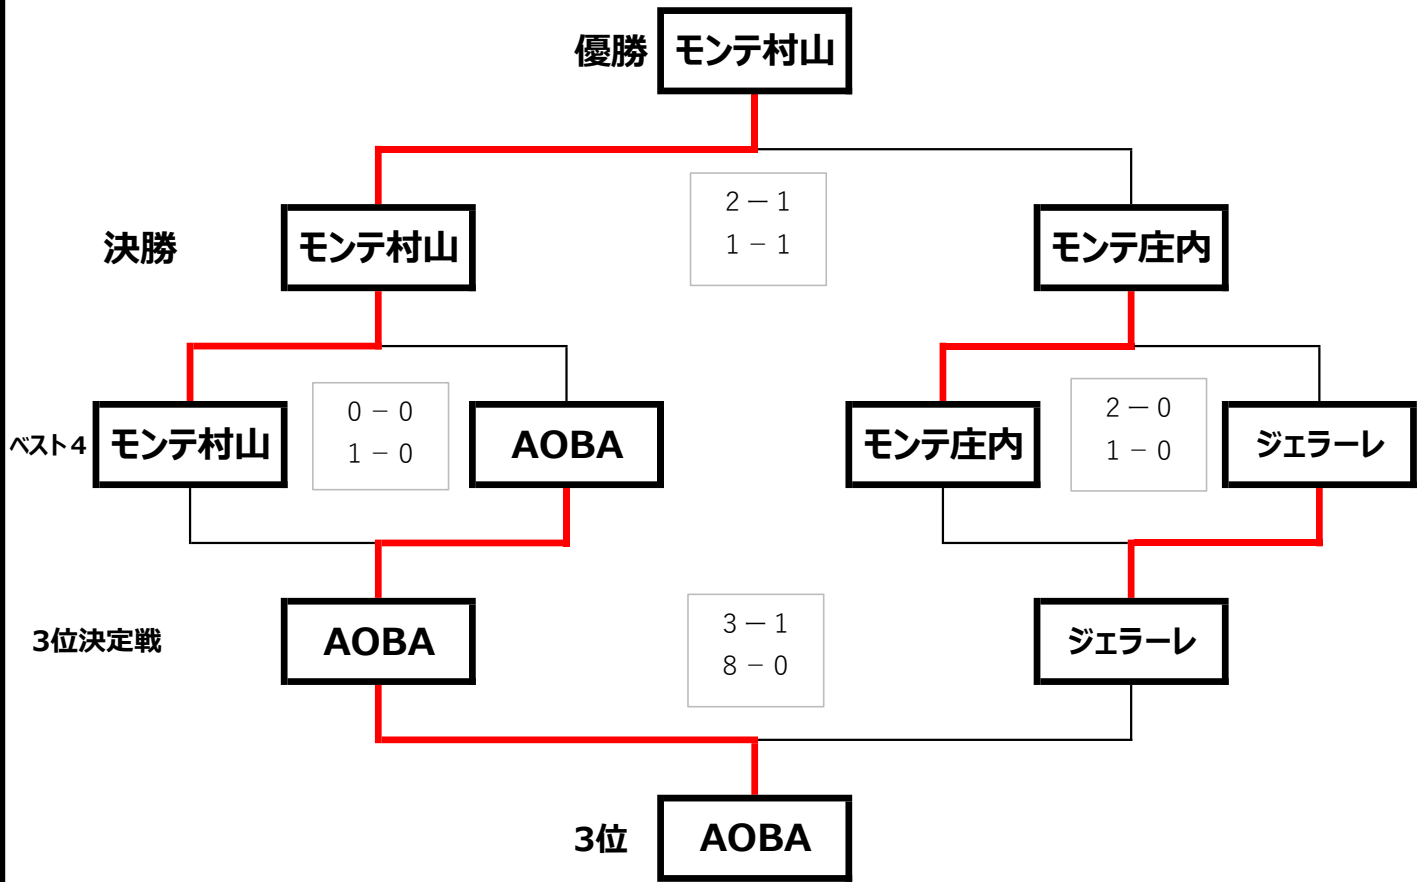 優勝
モンテ村山
2 － 1
1 － 1
決勝
モンテ村山
モンテ庄内
ベスト４
モンテ村山
0 － 0
1 － 0
AOBA
モンテ庄内
2 － 0
1 － 0
ジェラーレ
3位決定戦
AOBA
3 － 1
8 － 0
ジェラーレ
3位
AOBA